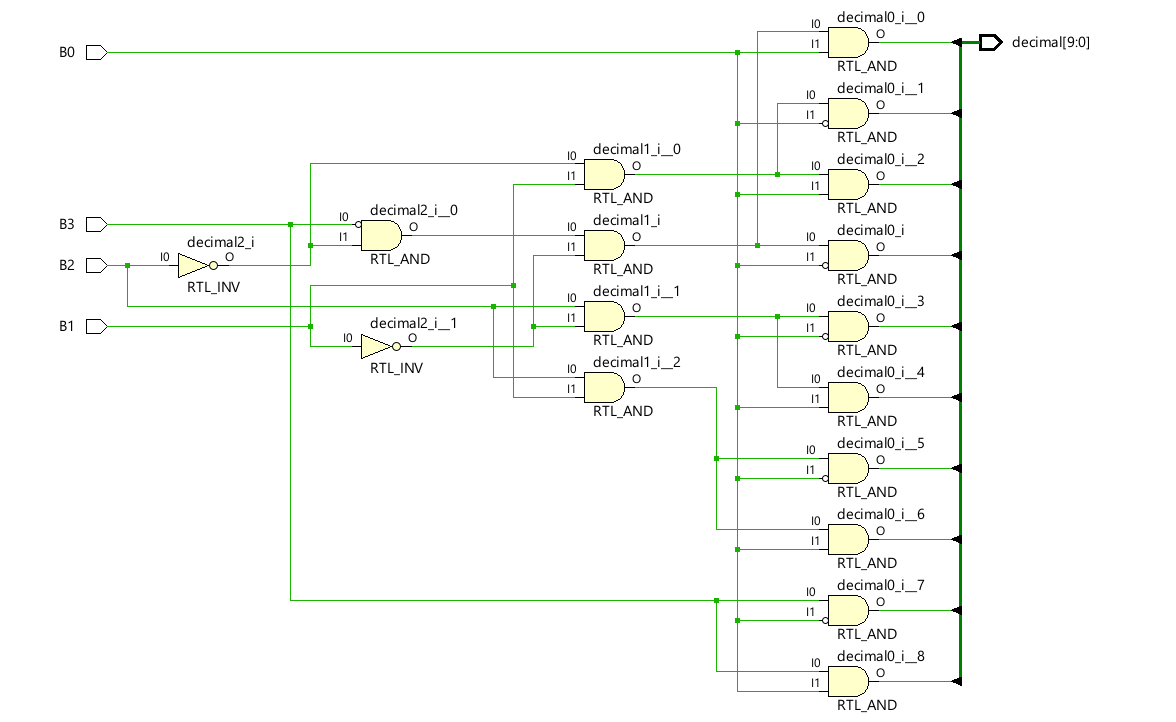 B0
B3
B2
B1
decimal2_i
I0 O
RTL_INV
decimal2_i__0
I0
I1
O
RTL_AND
decimal2_i__1
I0 O
RTL_INV
decimal1_i__0
I0
I1
O
RTL_AND
decimal1_i
I0
I1
O
RTL_AND
decimal1_i__1
I0
I1
O
RTL_AND
decimal1_i__2
I0
I1
O
RTL_AND
decimal0_i__0
I0
I1
O
RTL_AND
decimal0_i__1
I0
I1
O
RTL_AND
decimal0_i__2
I0
I1
O
RTL_AND
decimal0_i
I0
I1
O
RTL_AND
decimal0_i__3
I0
I1
O
RTL_AND
decimal0_i__4
I0
I1
O
RTL_AND
decimal0_i__5
I0
I1
O
RTL_AND
decimal0_i__6
I0
I1
O
RTL_AND
decimal0_i__7
I0
I1
O
RTL_AND
decimal0_i__8
I0
I1
O
RTL_AND
decimal[9:0]